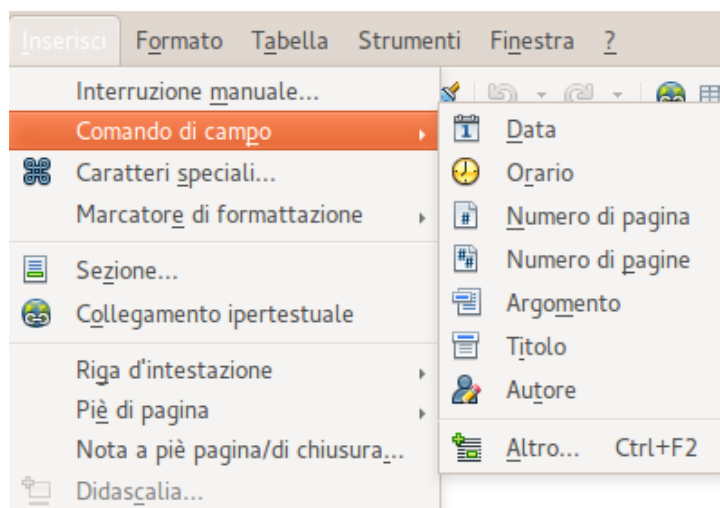 Inserisci Formato Tabella Strumenti Finestra ?
Interruzione manuale...
Comando di campo
Caratteri speciali...
Marcatore di formattazione
Sezione...
Collegamento ipertestuale
Riga d'intestazione
Piè di pagina
Nota a piè pagina/di chiusura...
Didascalia...
Data
Orario
Numero di pagina
Numero di pagine
Argomento
Titolo
Autore
Altro... Ctrl+F2